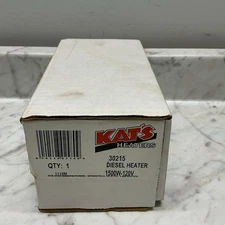 KAT'S
HEATERS
30215
QTY: 1
DIESEL HEATER
1500W-120V